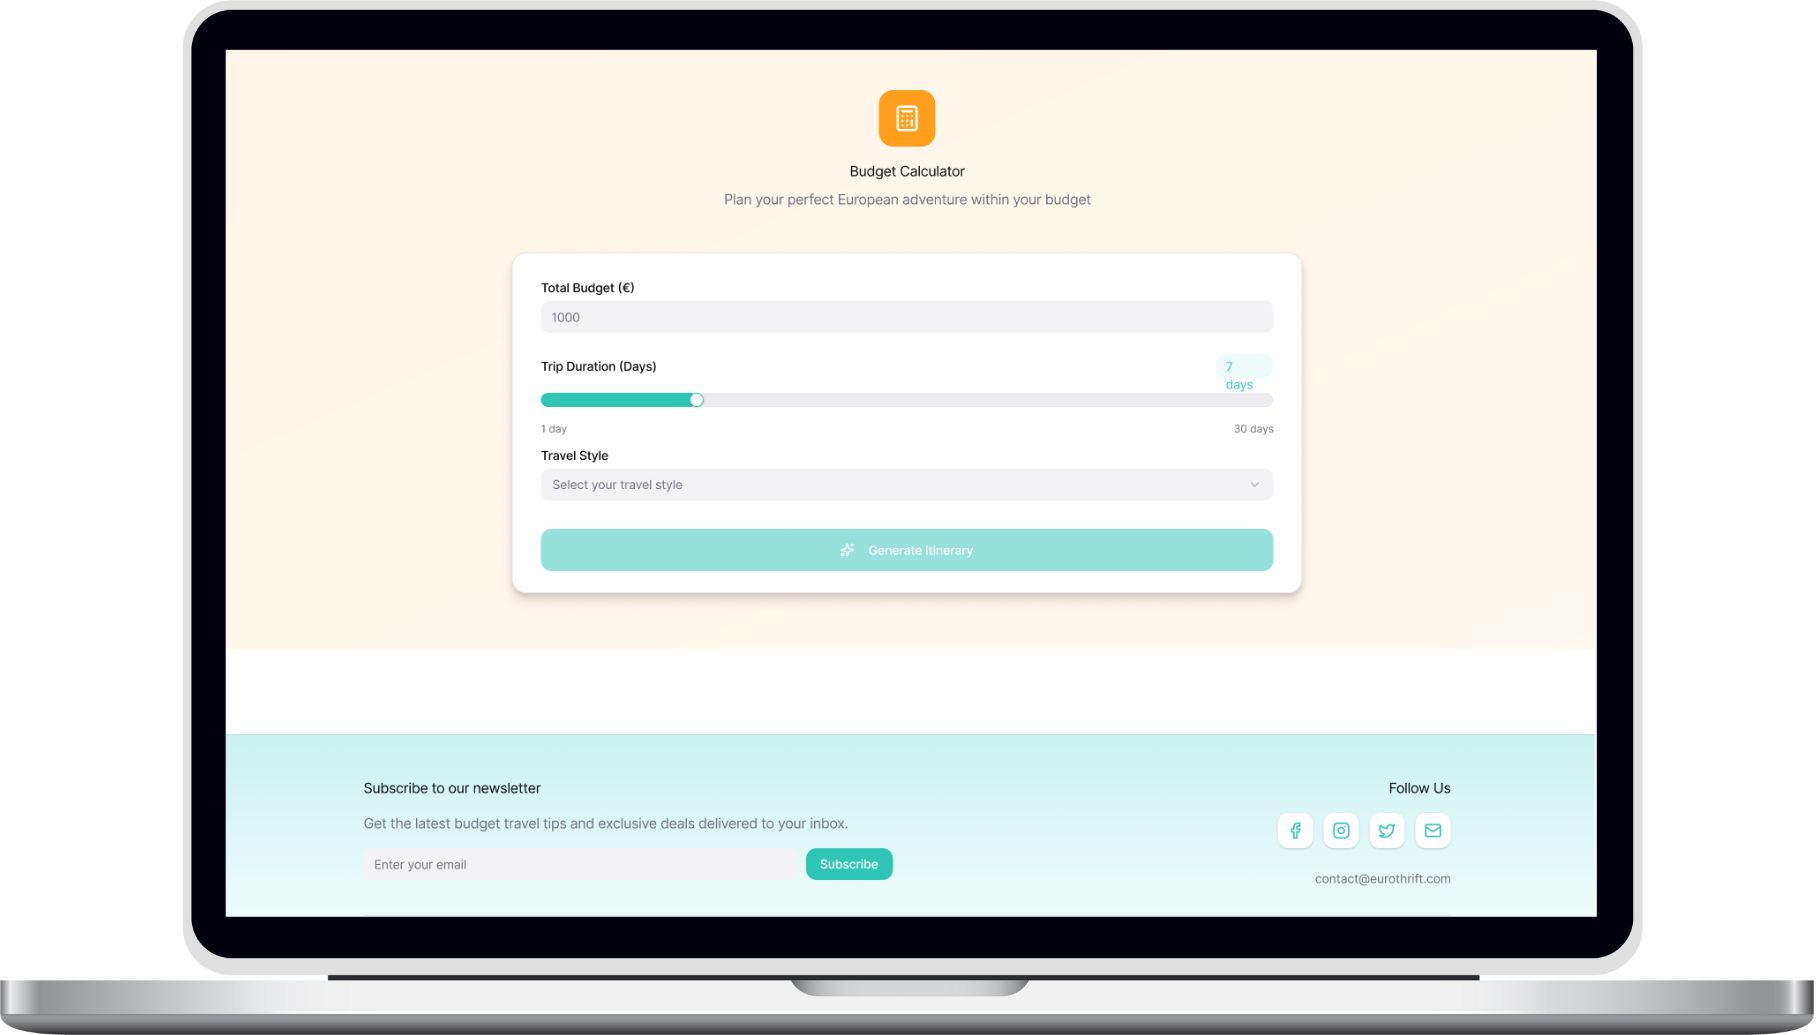 Budget Calculator
Plan your perfect European adventure within your budget
Total Budget (€)
1000
Trip Duration (Days)
7
days
1 day
30 days
Travel Style
Select your travel style
Generate Itinerary
Subscribe to our newsletter
Get the latest budget travel tips and exclusive deals delivered to your inbox.
Enter your email
Subscribe
Follow Us
contact@eurothrift.com